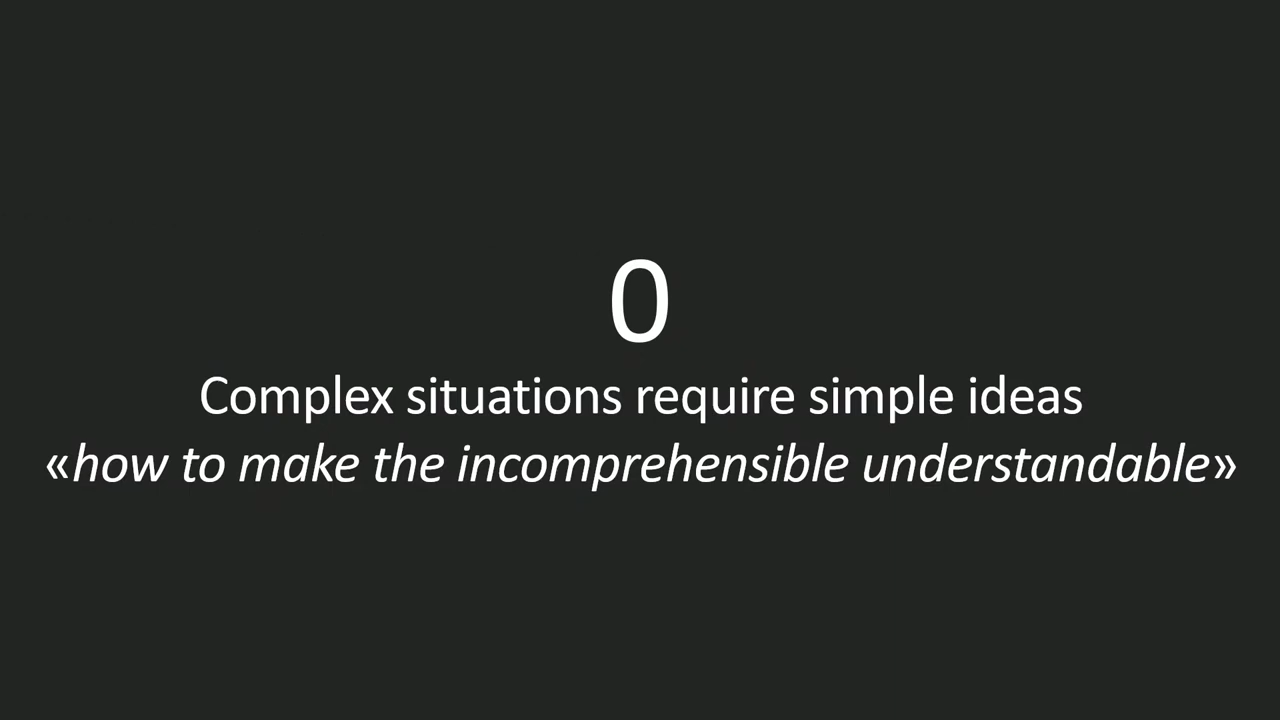 0
Complex situations require simple ideas
«how to make the incomprehensible understandable»